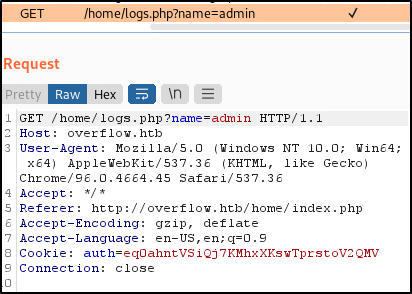 GET /home/logs.php?name=admin ✓
Request
Pretty Raw Hex \n
1 GET /home/logs.php?name=admin HTTP/1.1
2 Host: overflow.htb
3 User-Agent: Mozilla/5.0 (Windows NT 10.0; Win64;
x64) AppleWebKit/537.36 (KHTML, like Gecko)
Chrome/96.0.4664.45 Safari/537.36
4 Accept: */*
5 Referer: http://overflow.htb/home/index.php
6 Accept-Encoding: gzip, deflate
7 Accept-Language: en-US,en;q=0.9
8 Cookie: auth=eqOahntVSiQj7KMhxXKswTprstoV2QMV
9 Connection: close
10